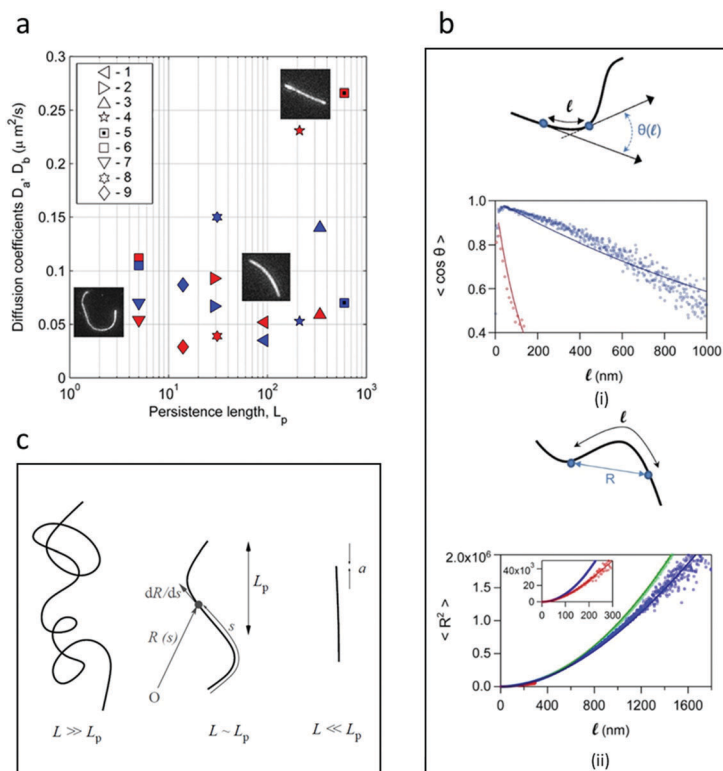 a
Diffusion coefficients Dₐ, D_b (μ m²/s)
0.3
0.25
0.2
0.15
0.1
0.05
0
- 1
- 2
- 3
- 4
- 5
- 6
- 7
- 8
- 9
10⁰ 10¹ 10² 10³
Persistence length, Lₚ
b
ℓ
θ(ℓ)
< cos θ >
1.0
0.8
0.6
0.4
0 200 400 600 800 1000
ℓ (nm)
(i)
ℓ
R
< R² >
2.0x10⁶
1.5
1.0
0.5
0.0
40x10³
20
0
0 100 200 300
0 400 800 1200 1600
ℓ (nm)
(ii)
c
dR/ds
R (s)
O
s
Lₚ
a
L ≫ Lₚ
L ~ Lₚ
L ≪ Lₚ